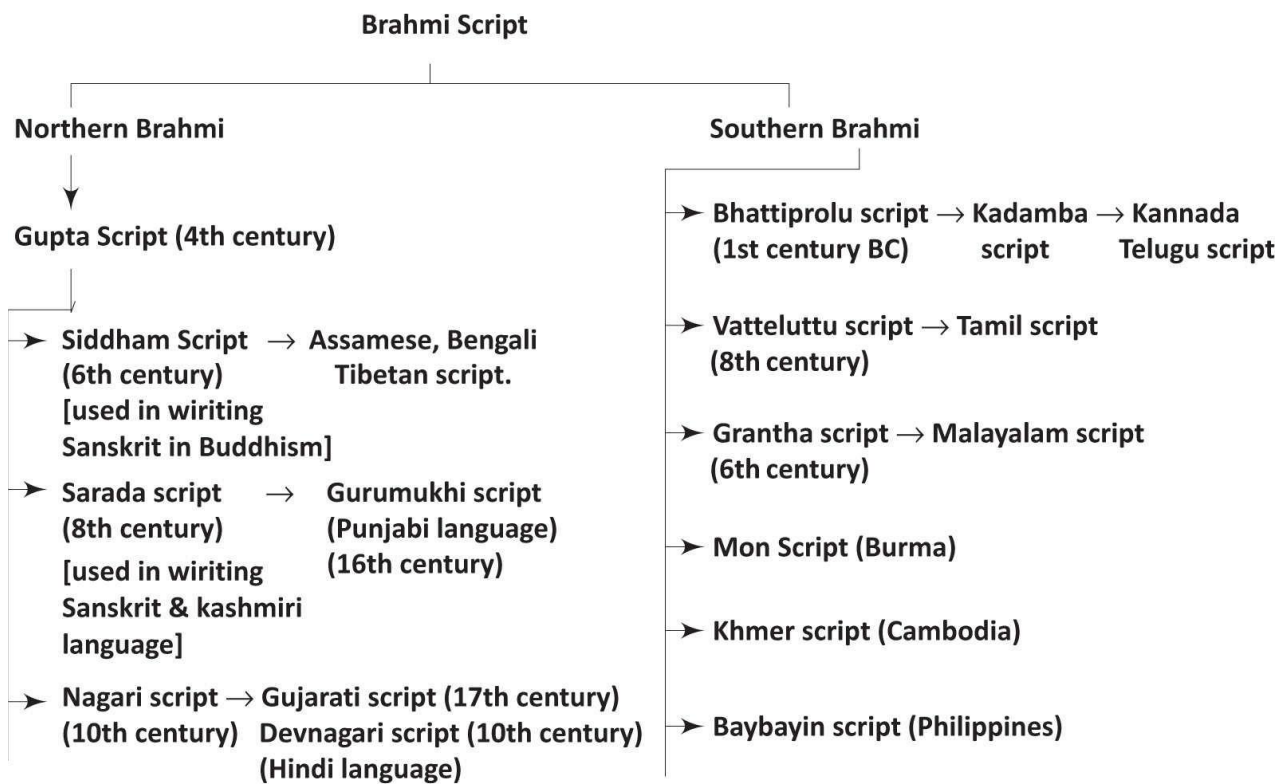 Brahmi Script
Northern Brahmi
Gupta Script (4th century)
Siddham Script → Assamese, Bengali
(6th century) Tibetan script.
[used in wiriting
Sanskrit in Buddhism]
Sarada script → Gurumukhi script
(8th century) (Punjabi language)
[used in wiriting (16th century)
Sanskrit & kashmiri
language]
Nagari script → Gujarati script (17th century)
(10th century) Devnagari script (10th century)
(Hindi language)
Southern Brahmi
Bhattiprolu script → Kadamba → Kannada
(1st century BC) script Telugu script
Vatteluttu script → Tamil script
(8th century)
Grantha script → Malayalam script
(6th century)
Mon Script (Burma)
Khmer script (Cambodia)
Baybayin script (Philippines)